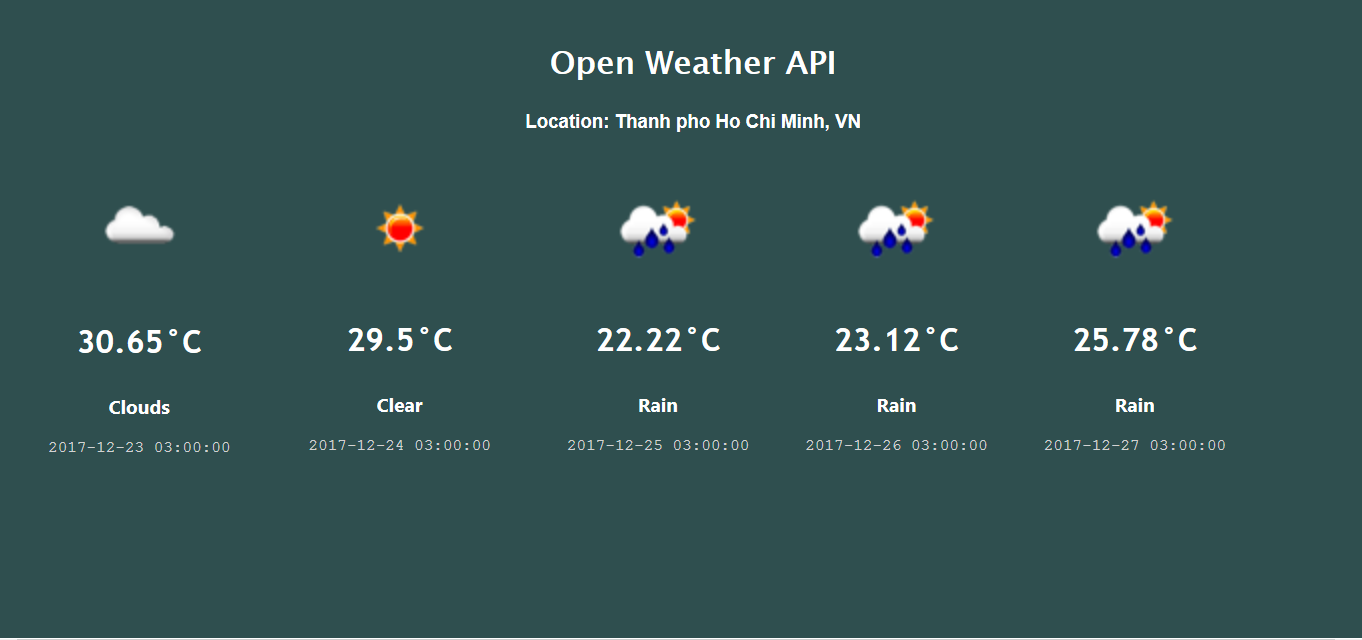 Open Weather API
Location: Thanh pho Ho Chi Minh, VN
30.65°C
Clouds
2017-12-23 03:00:00
29.5°C
Clear
2017-12-24 03:00:00
22.22°C
Rain
2017-12-25 03:00:00
23.12°C
Rain
2017-12-26 03:00:00
25.78°C
Rain
2017-12-27 03:00:00